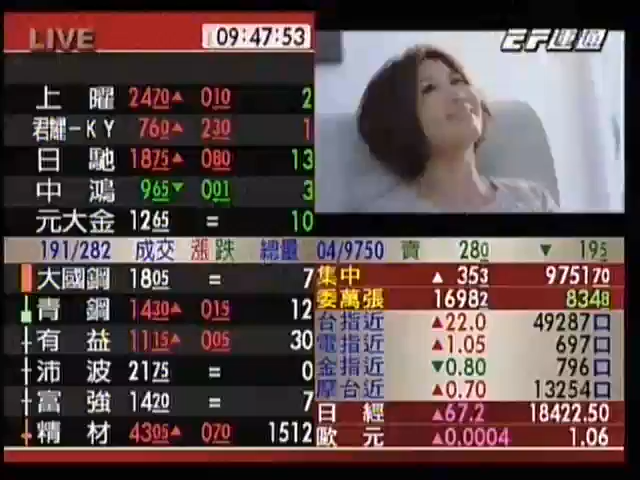 LIVE 09:47:53
EF運通
上曜 2470▲ 010 2
君耀-KY 760▲ 230 1
日馳 1875▲ 080 13
中鴻 965▼ 001 3
元大金 1265 = 10
191/282 成交 漲跌 總量
04/9750 賣 280 ▼ 195
大國鋼 1805 = 7
青鋼 1430▲ 015 12
有益 1115▲ 005 30
沛波 2175 = 0
富強 1420 = 7
精材 4305▲ 070 1512
集中 ▲ 353 975170
委萬張 16982 8348
台指近 ▲22.0 49287口
電指近 ▲1.05 697口
金指近 ▼0.80 796口
摩台近 ▲0.70 13254口
日經 ▲67.2 18422.50
歐元 ▲0.0004 1.06